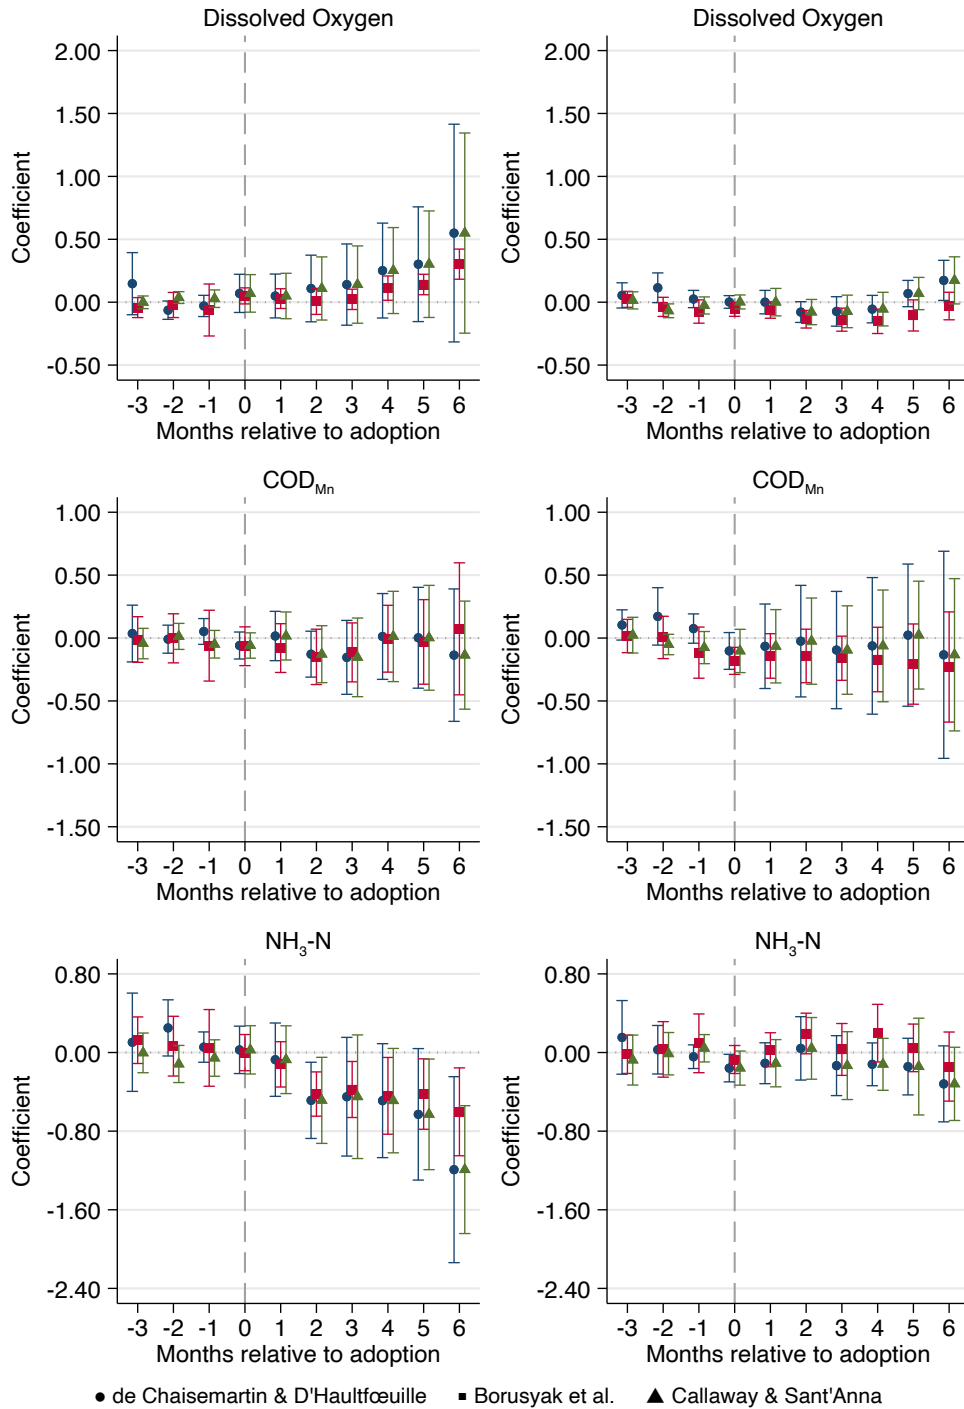 Dissolved Oxygen
2.00
1.50
1.00
0.50
0.00
-0.50
Coefficient
-3 -2 -1 0 1 2 3 4 5 6
Months relative to adoption
Dissolved Oxygen
2.00
1.50
1.00
0.50
0.00
-0.50
Coefficient
-3 -2 -1 0 1 2 3 4 5 6
Months relative to adoption
COD_Mn
1.00
0.50
0.00
-0.50
-1.00
-1.50
Coefficient
-3 -2 -1 0 1 2 3 4 5 6
Months relative to adoption
COD_Mn
1.00
0.50
0.00
-0.50
-1.00
-1.50
Coefficient
-3 -2 -1 0 1 2 3 4 5 6
Months relative to adoption
NH₃-N
0.80
0.00
-0.80
-1.60
-2.40
Coefficient
-3 -2 -1 0 1 2 3 4 5 6
Months relative to adoption
NH₃-N
0.80
0.00
-0.80
-1.60
-2.40
Coefficient
-3 -2 -1 0 1 2 3 4 5 6
Months relative to adoption
de Chaisemartin & D'Haultfœuille Borusyak et al. Callaway & Sant'Anna